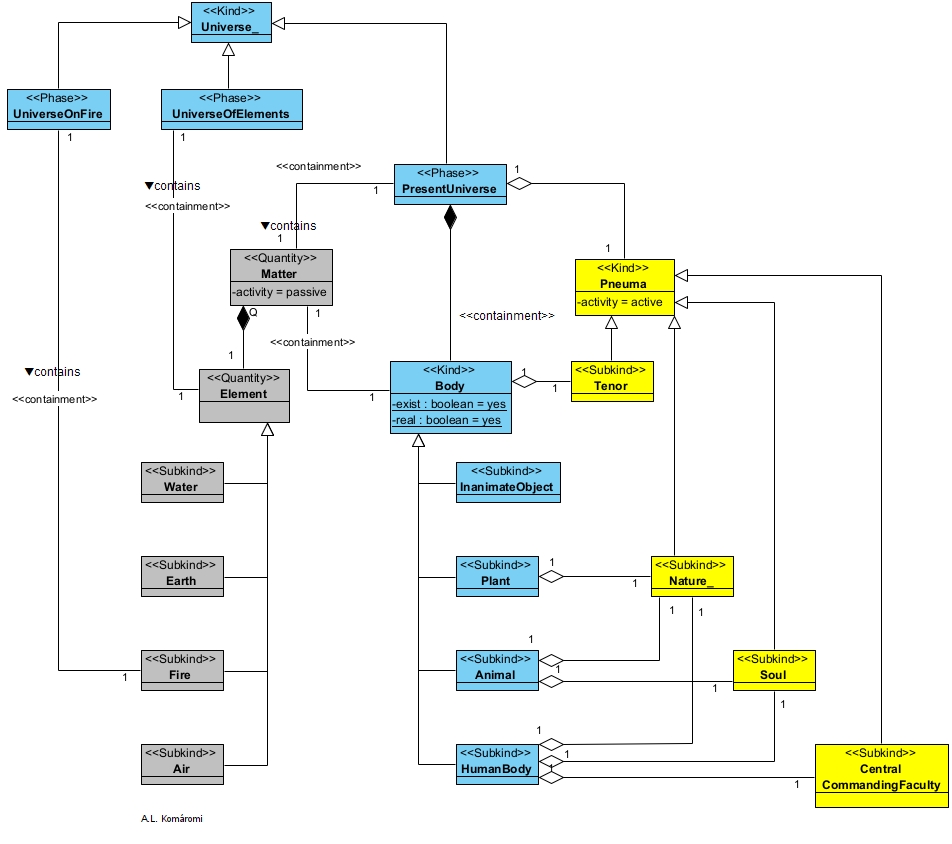 <<Kind>>
Universe_
<<Phase>>
UniverseOnFire
1
<<Phase>>
UniverseOfElements
1
<<containment>>
<<Phase>>
PresentUniverse
1
1
▼contains
<<containment>>
▼contains
1
1
<<Quantity>>
Matter
-activity = passive
<<Kind>>
Pneuma
-activity = active
Q
1
1
<<containment>>
<<containment>>
▼contains
<<containment>>
<<Quantity>>
Element
1
1
<<Kind>>
Body
-exist : boolean = yes
-real : boolean = yes
1
1
<<Subkind>>
Tenor
<<Subkind>>
Water
<<Subkind>>
InanimateObject
<<Subkind>>
Earth
<<Subkind>>
Plant
1
1
<<Subkind>>
Nature_
1
1
<<Subkind>>
Fire
1
<<Subkind>>
Animal
1
1
1
<<Subkind>>
Soul
1
<<Subkind>>
Air
<<Subkind>>
HumanBody
1
1
1
1
<<Subkind>>
Central
CommandingFaculty
A.L. Komáromi